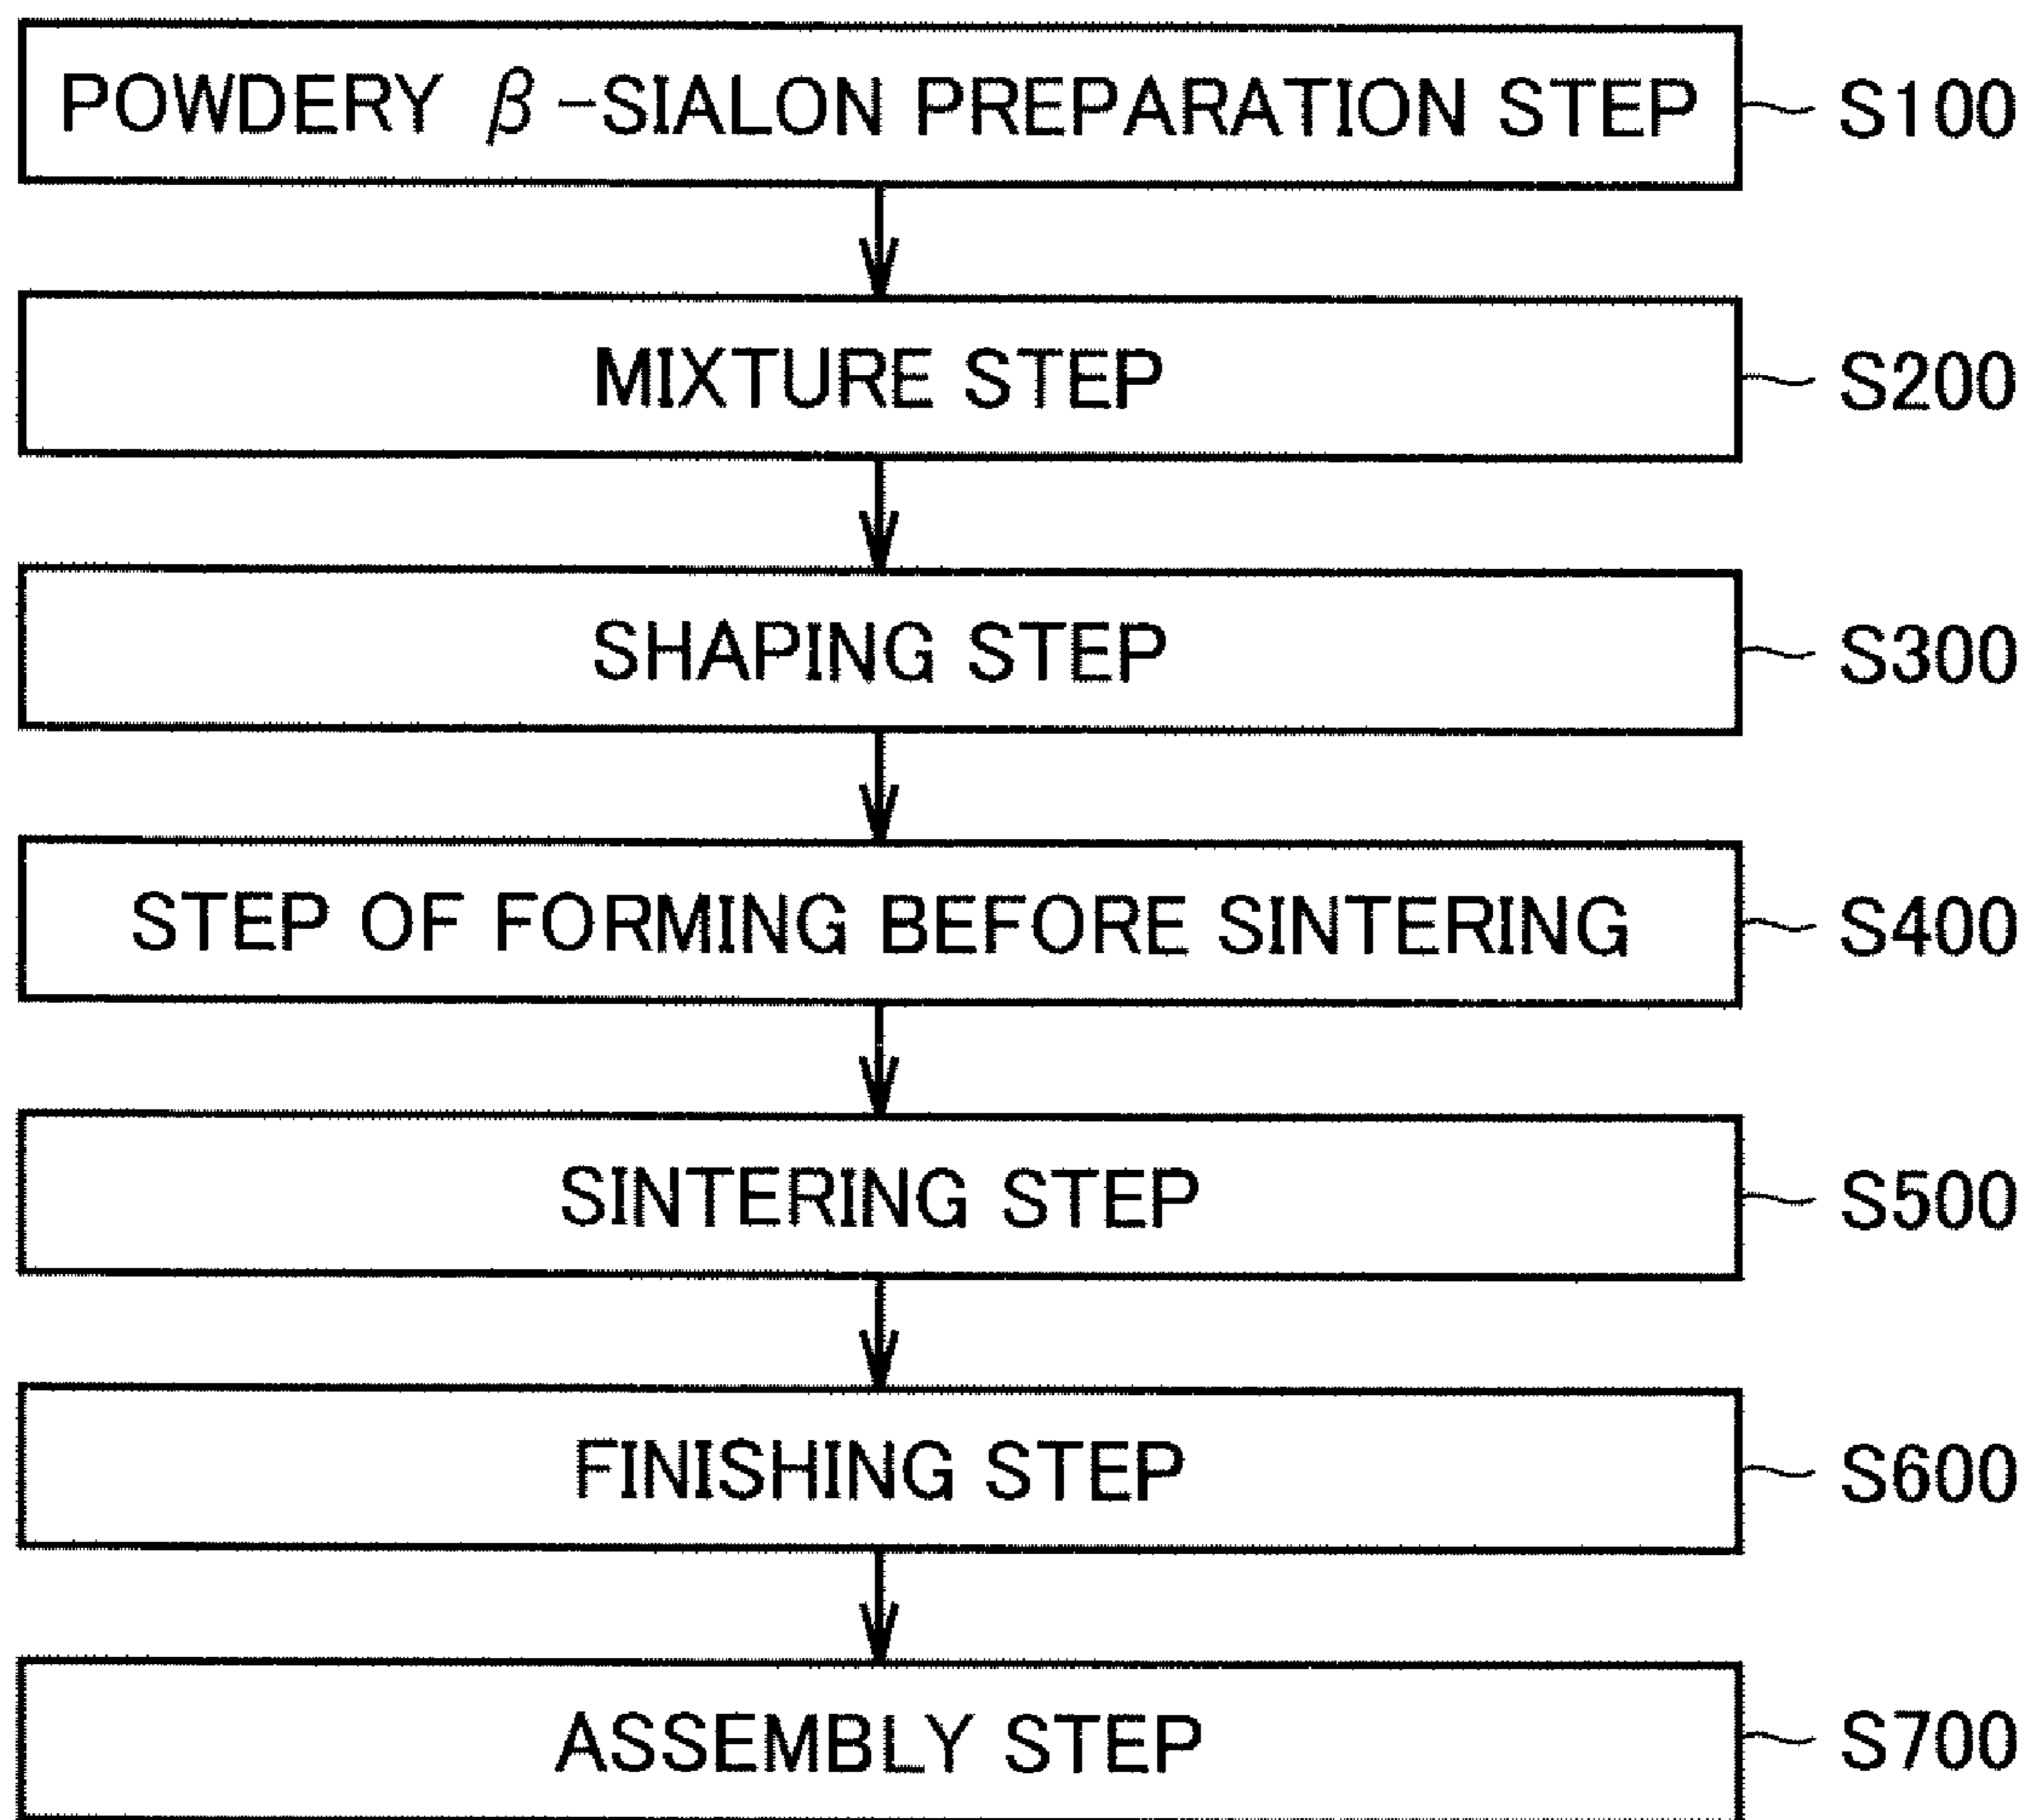 POWDERY β-SIALON PREPARATION STEP S100
MIXTURE STEP S200
SHAPING STEP S300
STEP OF FORMING BEFORE SINTERING S400
SINTERING STEP S500
FINISHING STEP S600
ASSEMBLY STEP S700